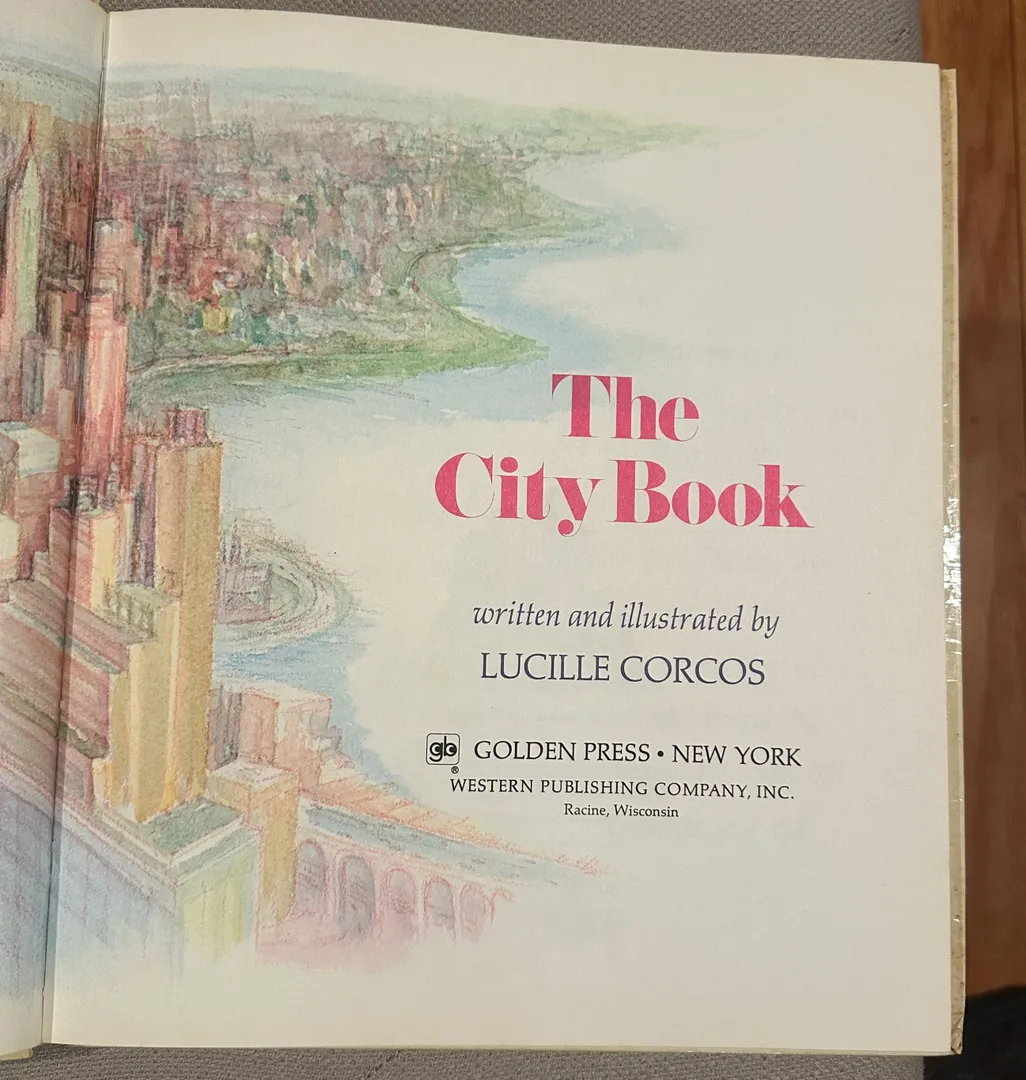 The
City Book
written and illustrated by
LUCILLE CORCOS
gb ® GOLDEN PRESS • NEW YORK
WESTERN PUBLISHING COMPANY, INC.
Racine, Wisconsin